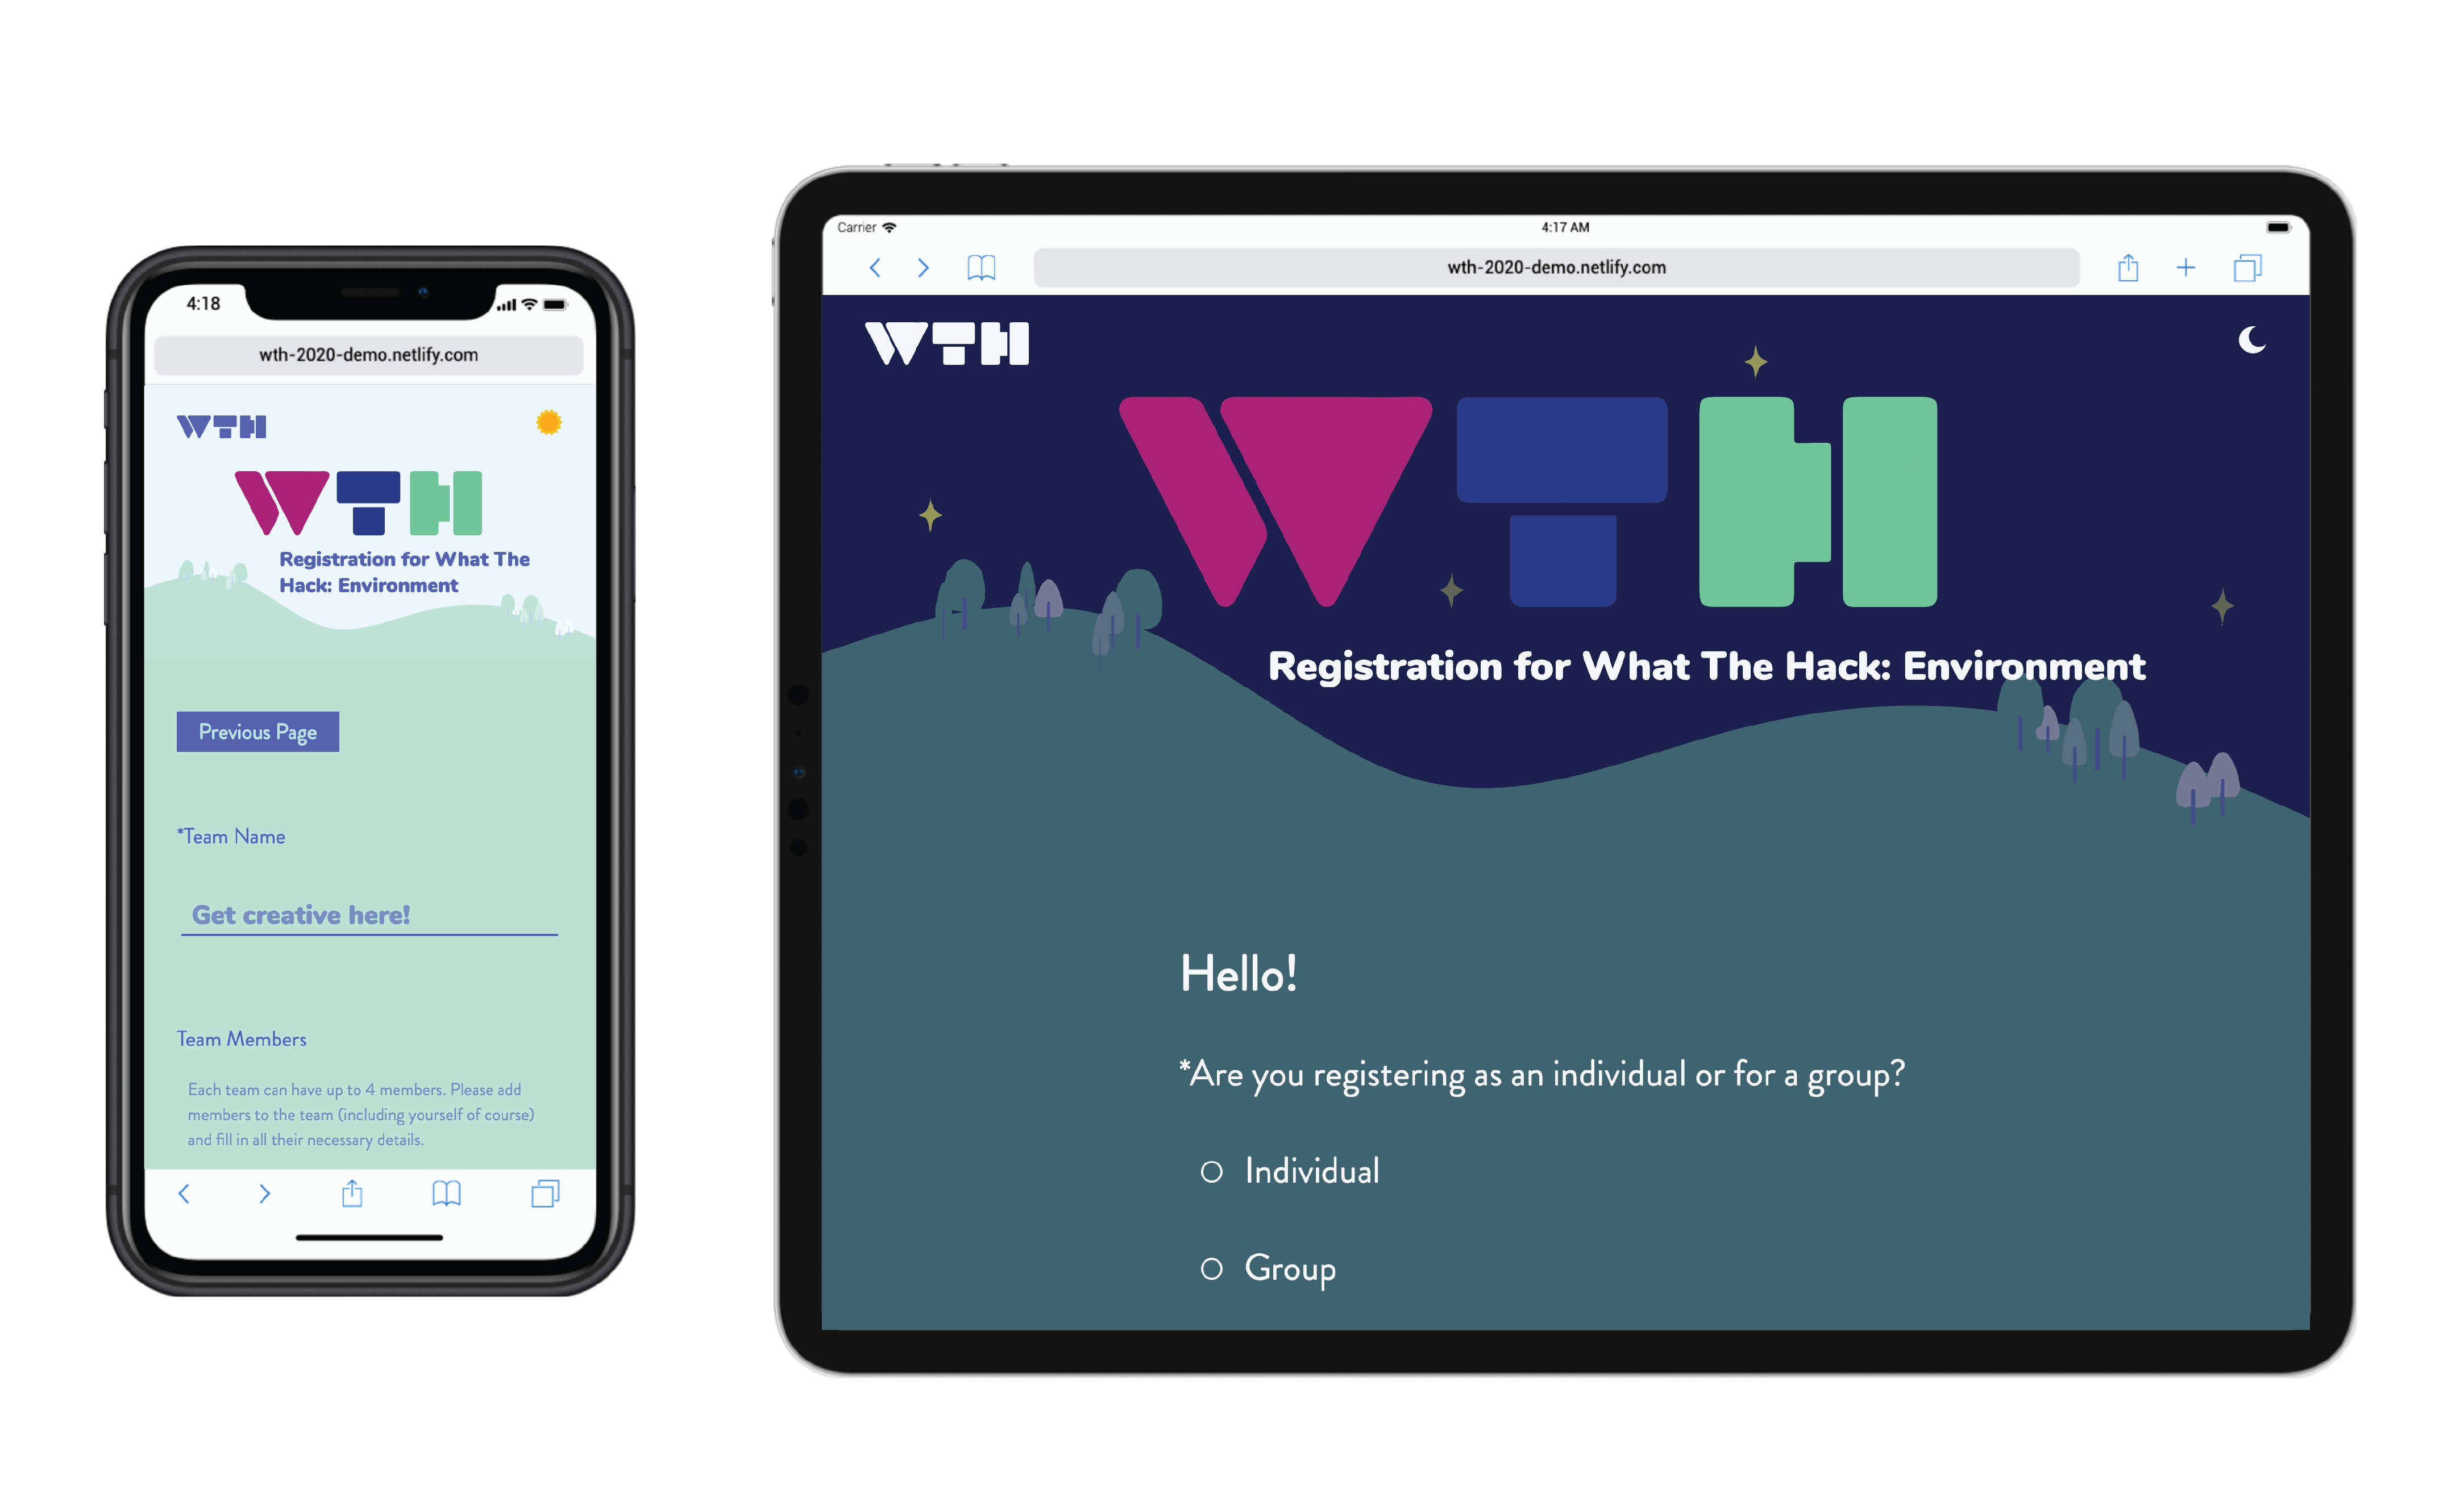 4:18
wth-2020-demo.netlify.com
WTH
WTH
Registration for What The
Hack: Environment
Previous Page
*Team Name
Get creative here!
Team Members
Each team can have up to 4 members. Please add
members to the team (including yourself of course)
and fill in all their necessary details.
Carrier
4:17 AM
wth-2020-demo.netlify.com
WTH
WTH
Registration for What The Hack: Environment
Hello!
*Are you registering as an individual or for a group?
Individual
Group